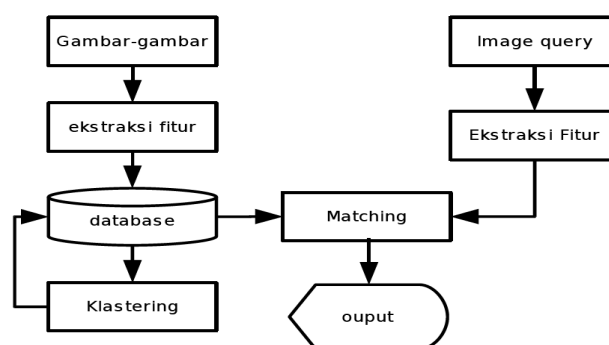 Gambar-gambar
Image query
ekstraksi fitur
Ekstraksi Fitur
database
Matching
Klastering
ouput